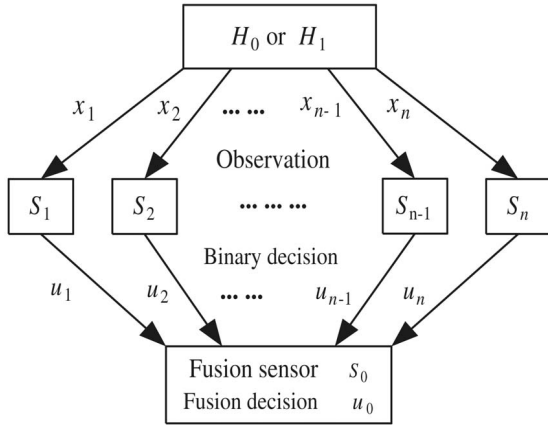 H₀ or H₁
x₁ x₂ ... ... xₙ₋₁ xₙ
Observation
S₁ S₂ ... ... ... Sₙ₋₁ Sₙ
Binary decision
u₁ u₂ ... ... uₙ₋₁ uₙ
Fusion sensor s₀
Fusion decision u₀